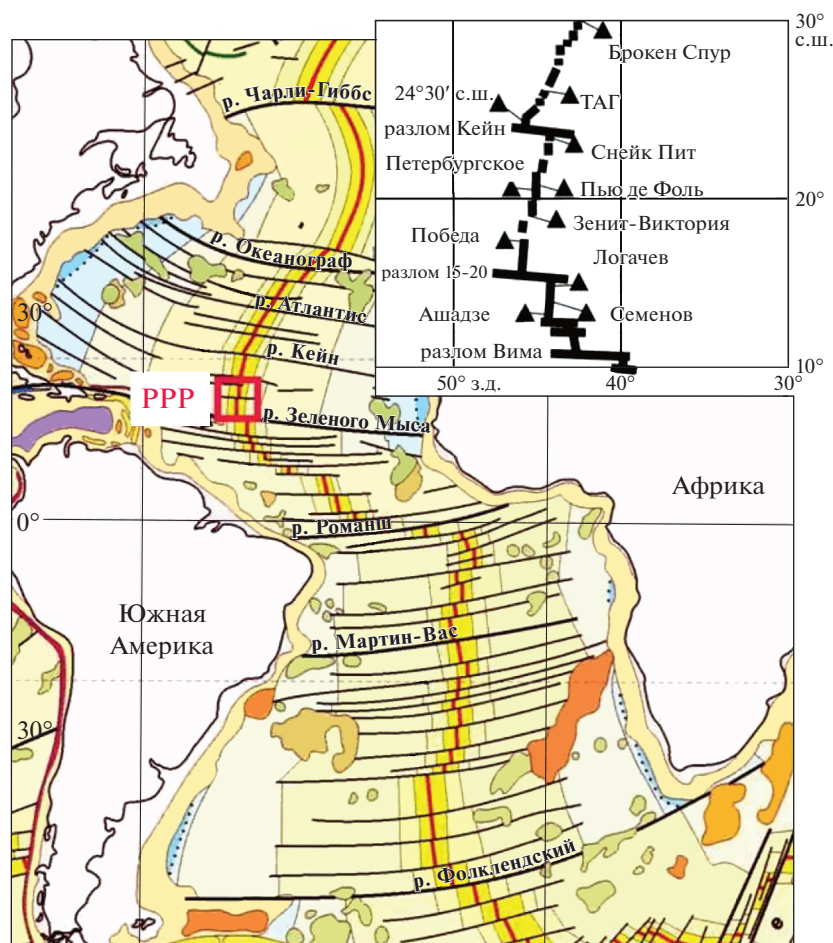 30°
с.ш.
Брокен Спур
24°30′ с.ш.
ТАГ
разлом Кейн
Снейк Пит
Петербургское
Пью де Фоль
20°
Зенит-Виктория
Победа
Логачев
разлом 15-20
Ашадзе
Семенов
разлом Вима
10°
50° з.д.
40°
30°
р. Чарли-Гиббс
р. Океанограф
р. Атлантис
30°
р. Кейн
РРР
р. Зеленого Мыса
Африка
0°
р. Романш
Южная
Америка
р. Мартин-Вас
30°
р. Фолклендский